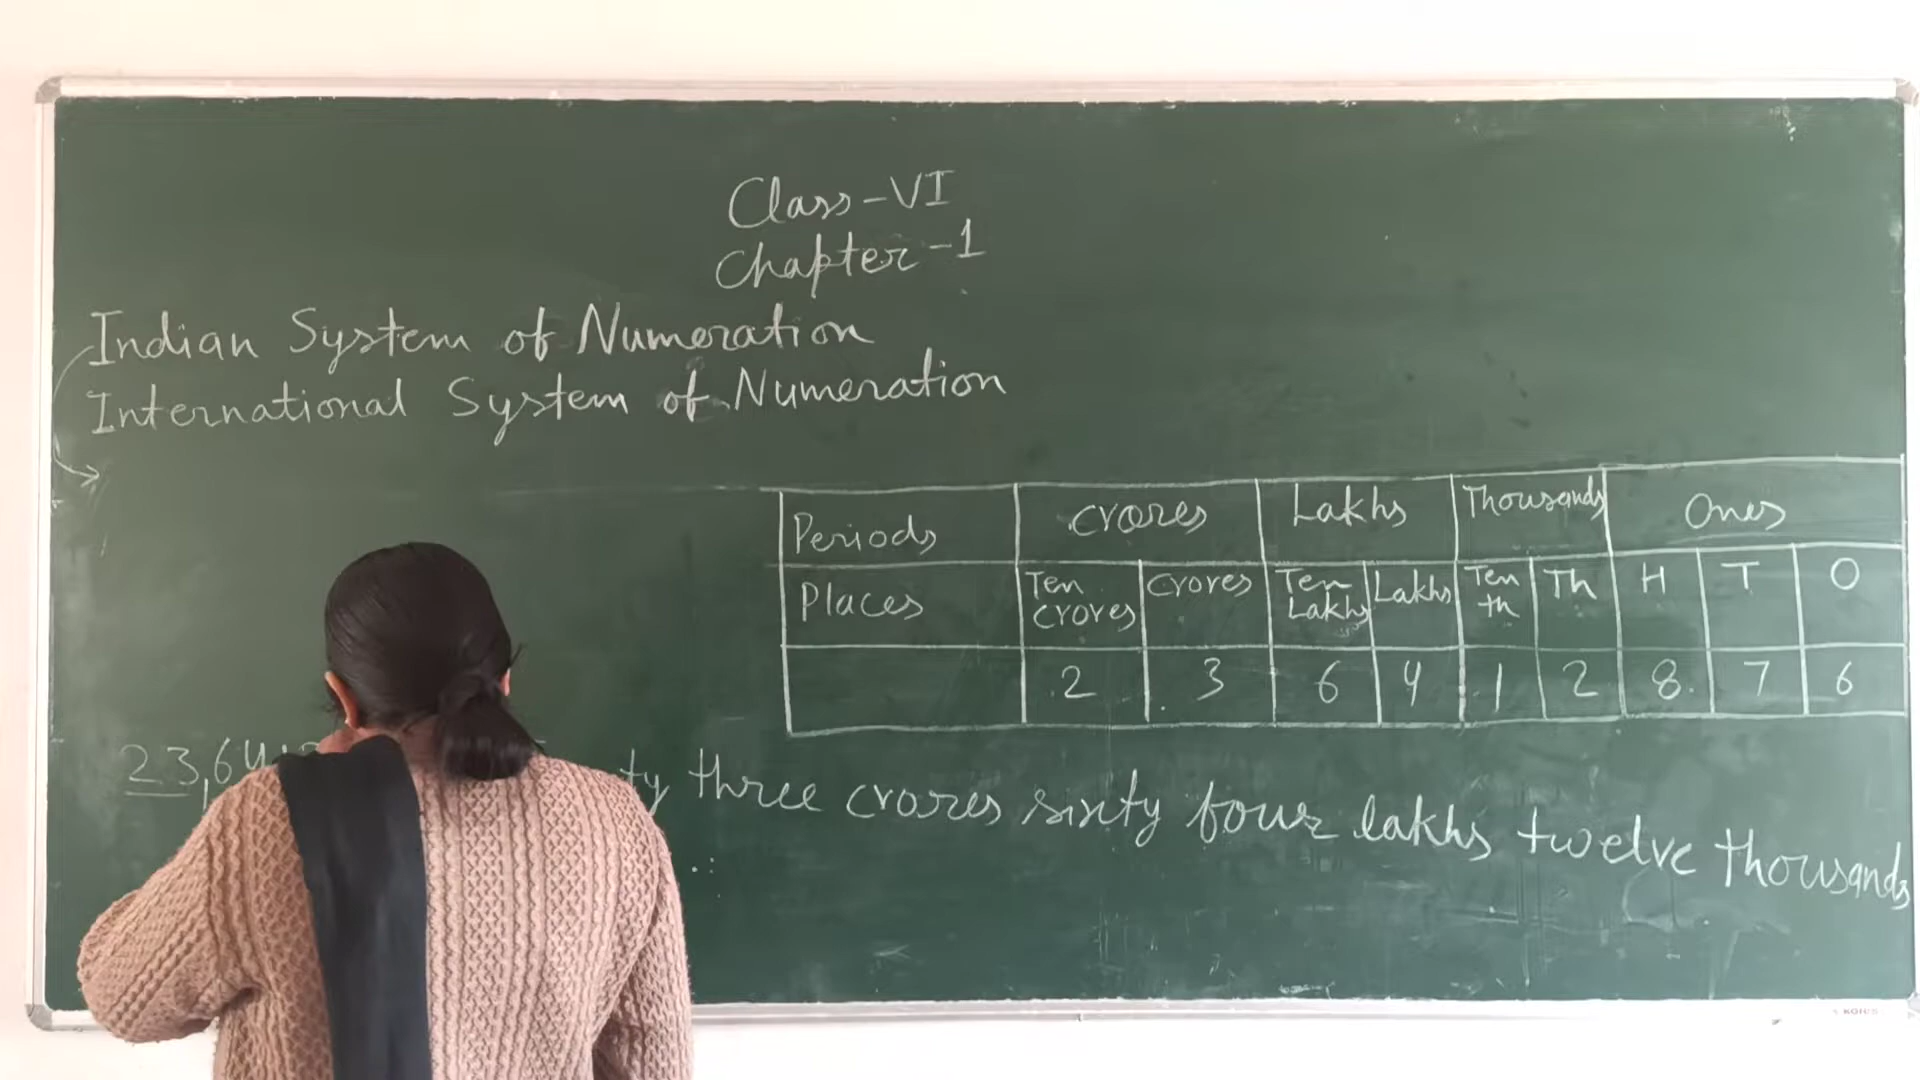 Class-VI
Chapter-1
Indian System of Numeration
International System of Numeration
Periods Crores Lakhs Thousands Ones
Places Ten Crores Crores Ten Lakhs Lakhs Ten th Th H T O
2 3 6 4 1 2 8 7 6
23,64 three crores sixty four lakhs twelve thousands